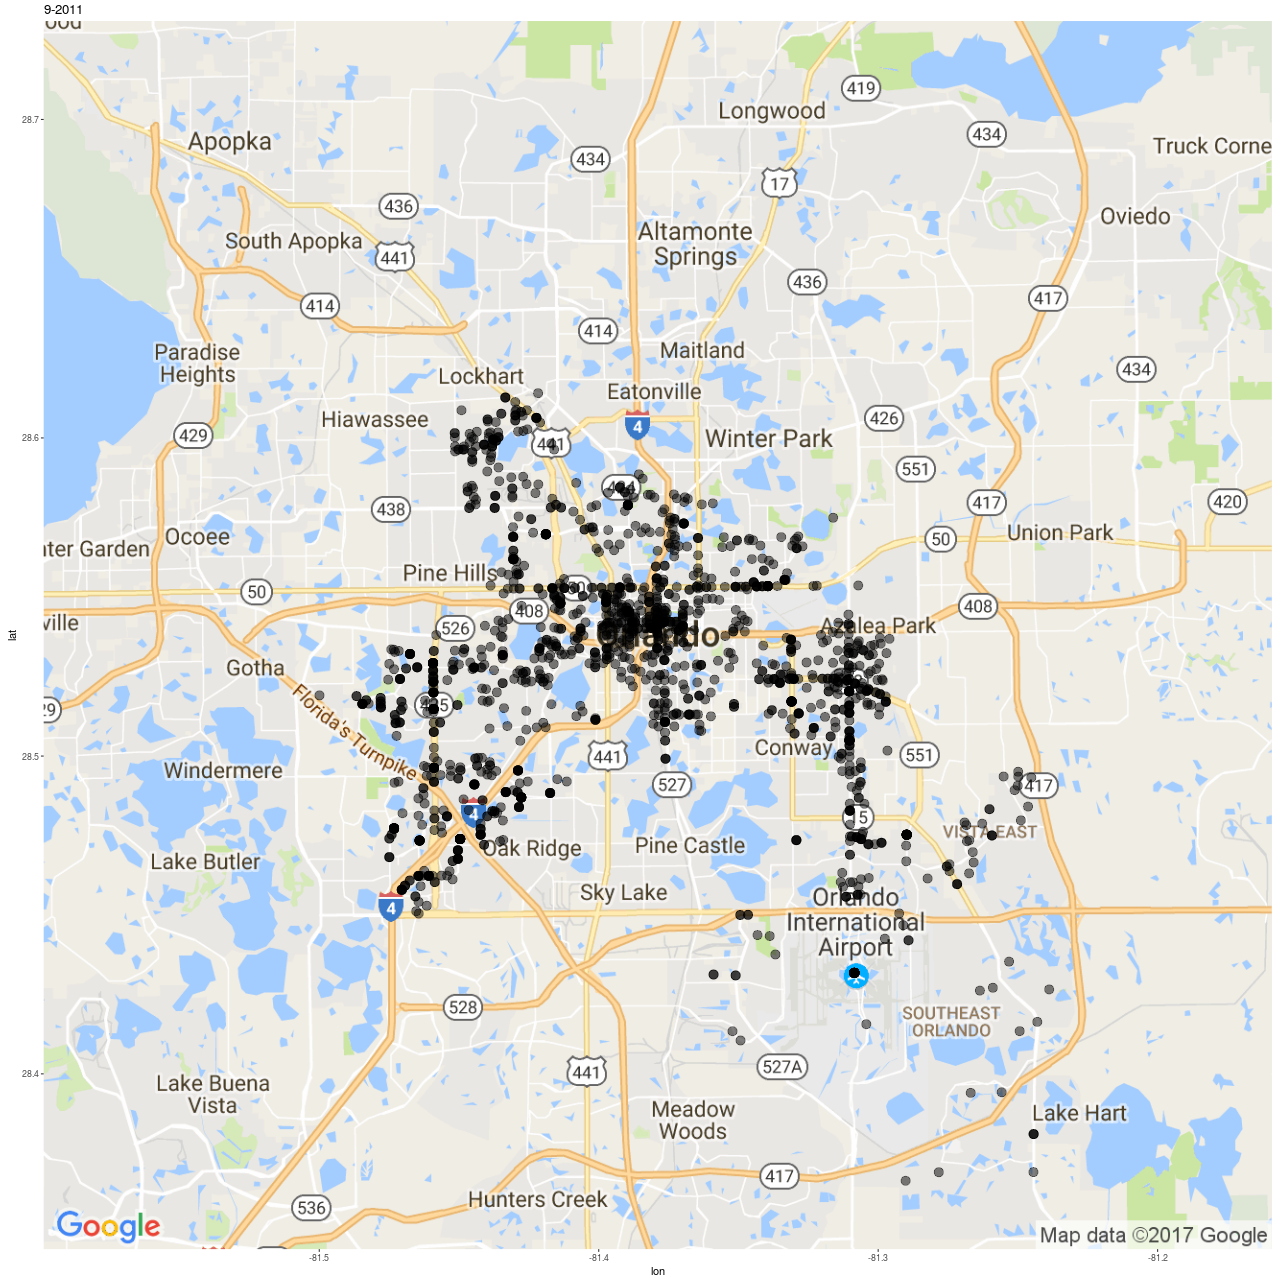 9-2011
ood
419
Longwood
434
Apopka
434
Truck Corne
17
436
Oviedo
South Apopka
Altamonte
Springs
441
436
417
414
414
Maitland
Paradise
Heights
434
Lockhart
Eatonville
Hiawassee
426
4
429
441
Winter Park
551
438
417
420
Ocoee
50
Union Park
ater Garden
Pine Hills
50
408
408
ville
526
Azalea Park
Orlando
Gotha
29
435
Florida's Turnpike
Conway
441
551
Windermere
527
417
4
15
VISTA EAST
Oak Ridge
Pine Castle
Lake Butler
Sky Lake
4
Orlando
International
Airport
528
SOUTHEAST
ORLANDO
441
527A
Lake Buena
Vista
Meadow
Woods
Lake Hart
417
Hunters Creek
536
Google
Map data ©2017 Google
28.7
28.6
28.5
28.4
lat
-81.5
-81.4
-81.3
-81.2
lon